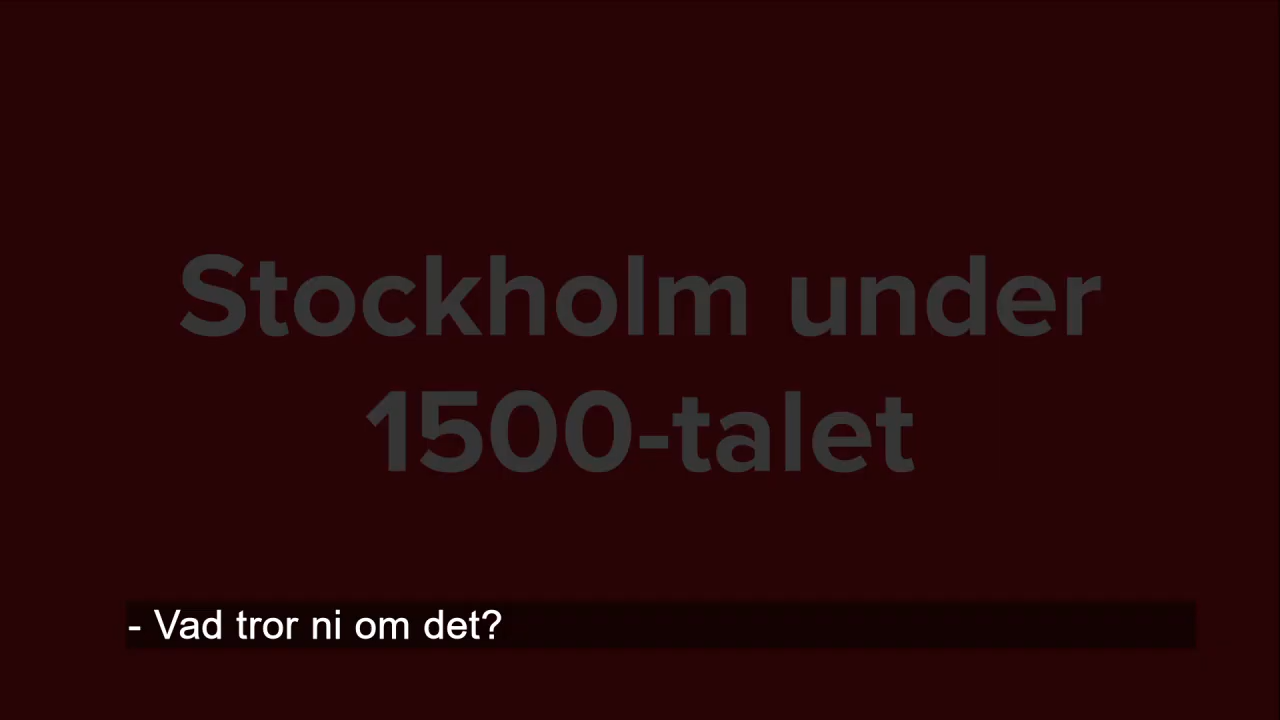 Stockholm under
1500-talet
- Vad tror ni om det?